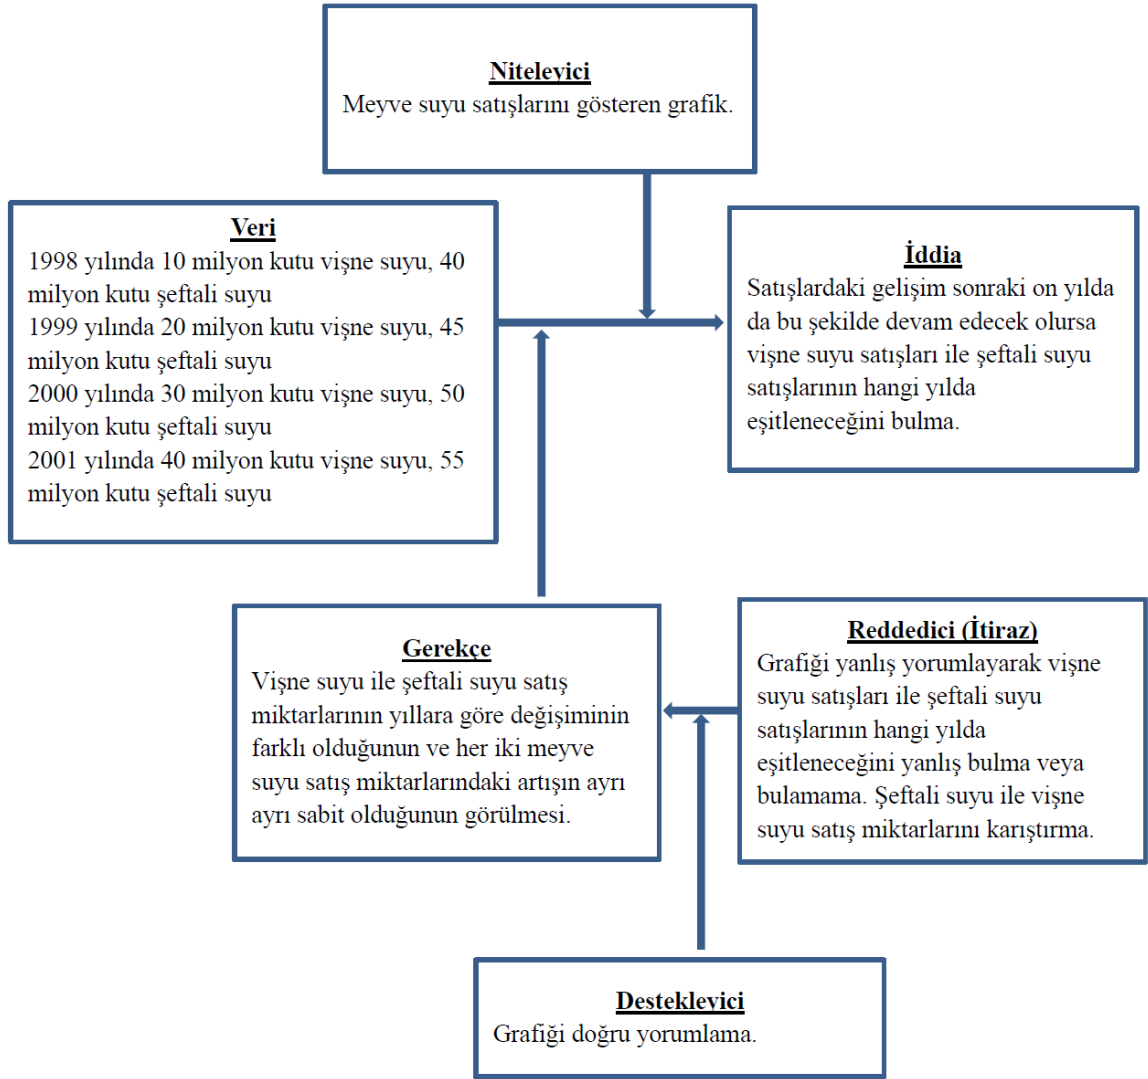 Niteleyici
Meyve suyu satışlarını gösteren grafik.
Veri
1998 yılında 10 milyon kutu vişne suyu, 40
milyon kutu şeftali suyu
1999 yılında 20 milyon kutu vişne suyu, 45
milyon kutu şeftali suyu
2000 yılında 30 milyon kutu vişne suyu, 50
milyon kutu şeftali suyu
2001 yılında 40 milyon kutu vişne suyu, 55
milyon kutu şeftali suyu
İddia
Satışlardaki gelişim sonraki on yılda
da bu şekilde devam edecek olursa
vişne suyu satışları ile şeftali suyu
satışlarının hangi yılda
eşitleneceğini bulma.
Gerekçe
Vişne suyu ile şeftali suyu satış
miktarlarının yıllara göre değişiminin
farklı olduğunun ve her iki meyve
suyu satış miktarlarındaki artışın ayrı
ayrı sabit olduğunun görülmesi.
Reddedici (İtiraz)
Grafiği yanlış yorumlayarak vişne
suyu satışları ile şeftali suyu
satışlarının hangi yılda
eşitleneceğini yanlış bulma veya
bulamama. Şeftali suyu ile vişne
suyu satış miktarlarını karıştırma.
Destekleyici
Grafiği doğru yorumlama.